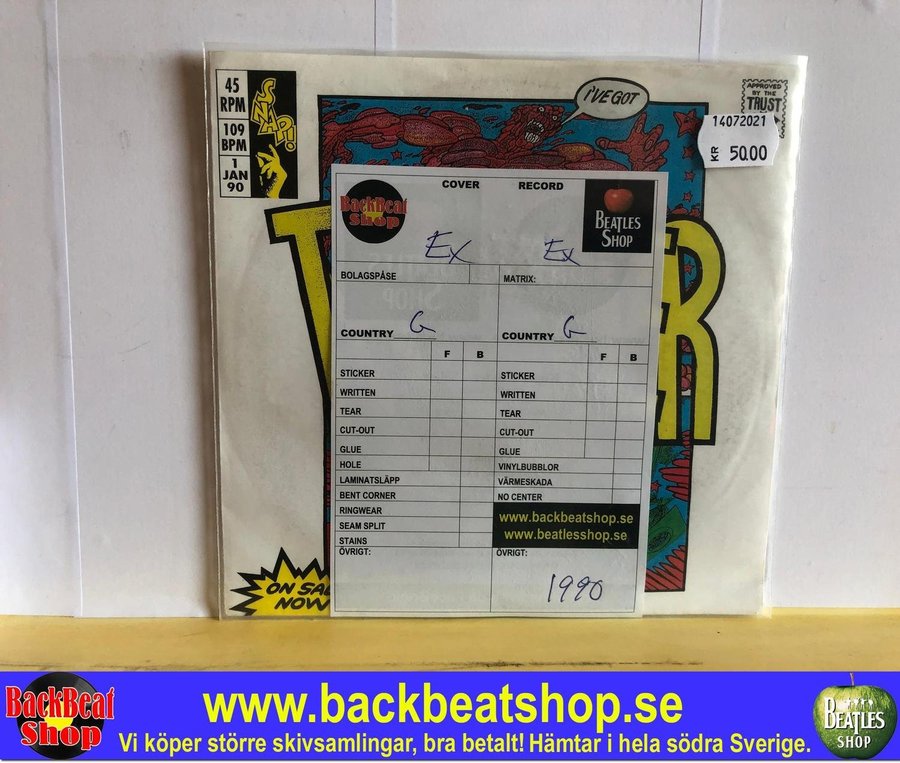 45
RPM
109
BPM
1
JAN
90
SNAP!
I'VE GOT
APPROVED
BY THE
TRUST
14072021
KR 50.00
COVER RECORD
BackBeat
Shop
BEATLES
SHOP
Ex Ex
BOLAGSPÅSE
MATRIX:
COUNTRY G
COUNTRY G
F B
F B
STICKER
WRITTEN
TEAR
CUT-OUT
GLUE
HOLE
LAMINATSLÄPP
BENT CORNER
RINGWEAR
SEAM SPLIT
STAINS
ÖVRIGT:
STICKER
WRITTEN
TEAR
CUT-OUT
GLUE
VINYLBUBBLOR
VÄRMESKADA
NO CENTER
www.backbeatshop.se
www.beatlesshop.se
ÖVRIGT:
1990
T ER
ON SAL
NOW
BackBeat
Shop
www.backbeatshop.se
Vi köper större skivsamlingar, bra betalt! Hämtar i hela södra Sverige.
BEATLES
SHOP